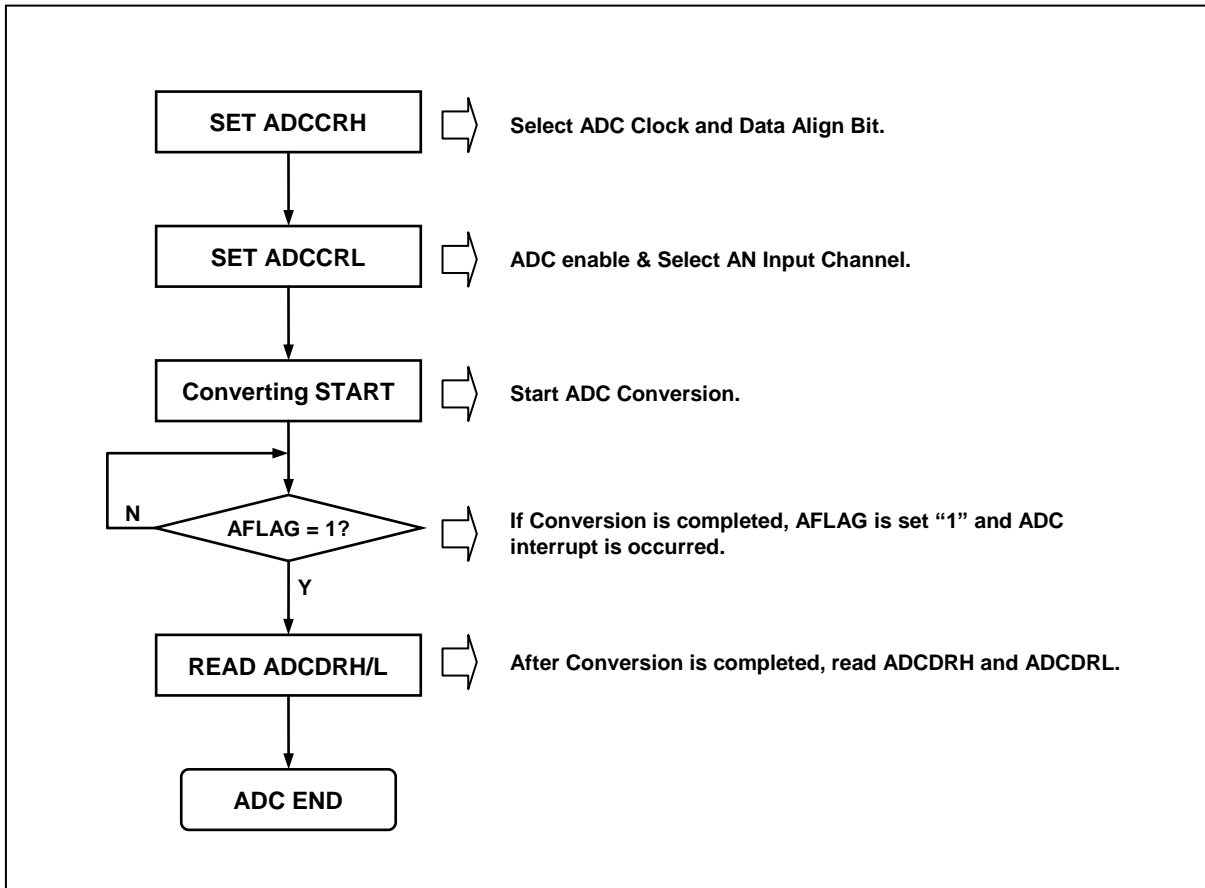 SET ADCCRH
Select ADC Clock and Data Align Bit.
SET ADCCRL
ADC enable & Select AN Input Channel.
Converting START
Start ADC Conversion.
N
AFLAG = 1?
If Conversion is completed, AFLAG is set “1” and ADC
interrupt is occurred.
Y
READ ADCDRH/L
After Conversion is completed, read ADCDRH and ADCDRL.
ADC END